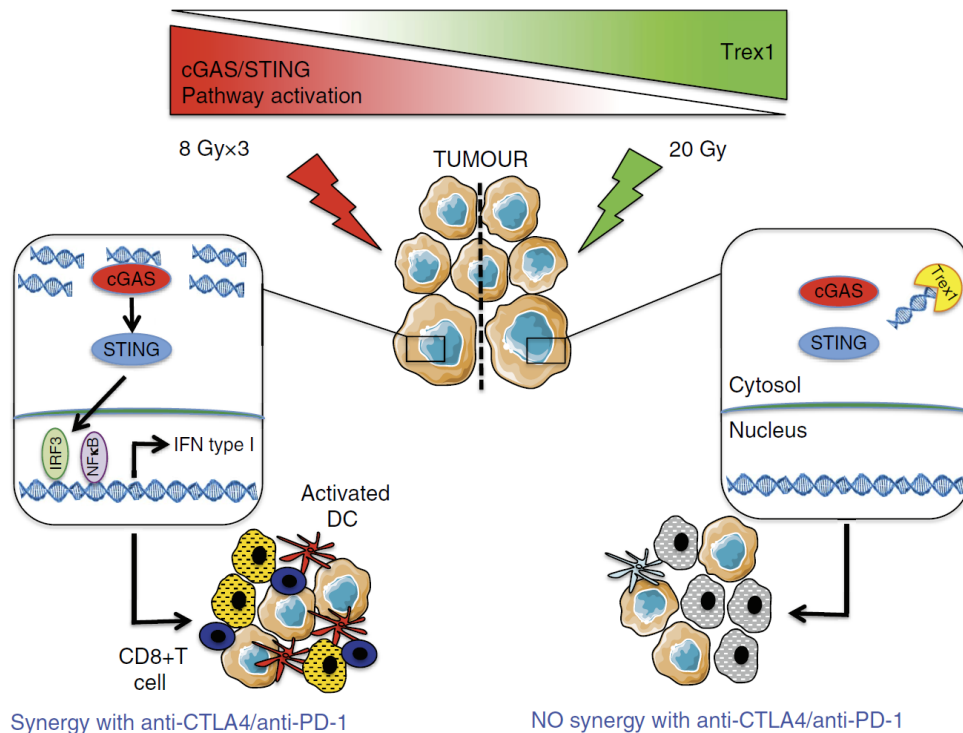 Trex1
cGAS/STING
Pathway activation
8 Gy×3
TUMOUR
20 Gy
cGAS
STING
IRF3
NFκB
IFN type I
cGAS
Trex1
STING
Cytosol
Nucleus
Activated
DC
CD8+T
cell
Synergy with anti-CTLA4/anti-PD-1
NO synergy with anti-CTLA4/anti-PD-1